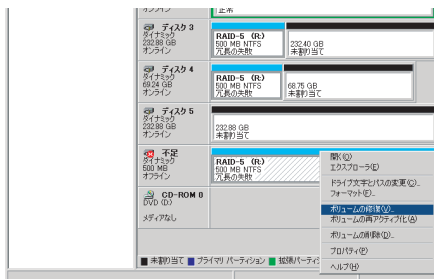 オンライン
正常
ディスク 3
ダイナミック
232.88 GB
オンライン
RAID-5 (R:)
500 MB NTFS
冗長の失敗
232.40 GB
未割り当て
ディスク 4
ダイナミック
69.24 GB
オンライン
RAID-5 (R:)
500 MB NTFS
冗長の失敗
68.75 GB
未割り当て
ディスク 5
ダイナミック
232.88 GB
オンライン
232.88 GB
未割り当て
不足
ダイナミック
500 MB
オフライン
RAID-5 (R:)
500 MB NTFS
冗長の失敗
CD-ROM 0
DVD (D:)
メディアなし
開く(O)
エクスプローラ(E)
ドライブ文字とパスの変更(C)...
フォーマット(F)...
ボリュームの修復(V)...
ボリュームの再アクティブ化(A)
ボリュームの削除(D)...
プロパティ(P)
ヘルプ(H)
未割り当て
プライマリ パーティション
拡張パーティ